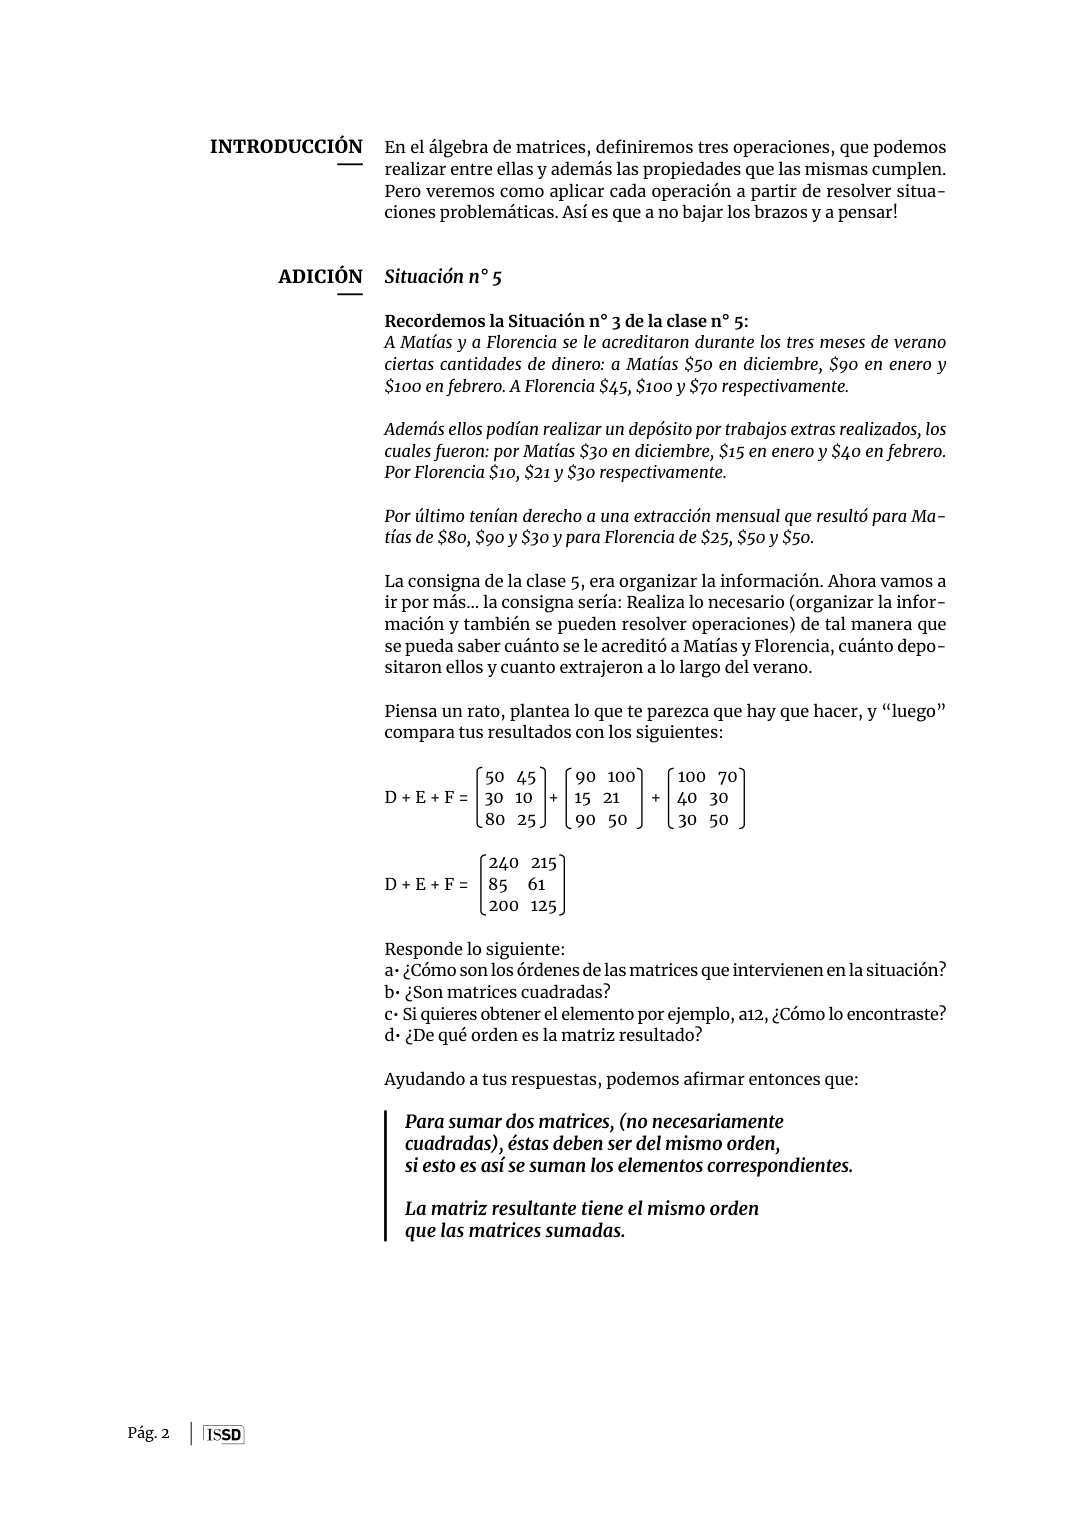 INTRODUCCIÓN
En el álgebra de matrices, definiremos tres operaciones, que podemos
realizar entre ellas y además las propiedades que las mismas cumplen.
Pero veremos como aplicar cada operación a partir de resolver situa-
ciones problemáticas. Así es que a no bajar los brazos y a pensar!
ADICIÓN
Situación n° 5
Recordemos la Situación n° 3 de la clase n° 5:
A Matías y a Florencia se le acreditaron durante los tres meses de verano
ciertas cantidades de dinero: a Matías $50 en diciembre, $90 en enero y
$100 en febrero. A Florencia $45, $100 y $70 respectivamente.
Además ellos podían realizar un depósito por trabajos extras realizados, los
cuales fueron: por Matías $30 en diciembre, $15 en enero y $40 en febrero.
Por Florencia $10, $21 y $30 respectivamente.
Por último tenían derecho a una extracción mensual que resultó para Ma-
tías de $80, $90 y $30 y para Florencia de $25, $50 y $50.
La consigna de la clase 5, era organizar la información. Ahora vamos a
ir por más... la consigna sería: Realiza lo necesario (organizar la infor-
mación y también se pueden resolver operaciones) de tal manera que
se pueda saber cuánto se le acreditó a Matías y Florencia, cuánto depo-
sitaron ellos y cuanto extrajeron a lo largo del verano.
Piensa un rato, plantea lo que te parezca que hay que hacer, y “luego”
compara tus resultados con los siguientes:
50 45 90 100 100 70
D + E + F = 30 10 + 15 21 + 40 30
80 25 90 50 30 50
240 215
D + E + F = 85 61
200 125
Responde lo siguiente:
a· ¿Cómo son los órdenes de las matrices que intervienen en la situación?
b· ¿Son matrices cuadradas?
c· Si quieres obtener el elemento por ejemplo, a12, ¿Cómo lo encontraste?
d· ¿De qué orden es la matriz resultado?
Ayudando a tus respuestas, podemos afirmar entonces que:
Para sumar dos matrices, (no necesariamente
cuadradas), éstas deben ser del mismo orden,
si esto es así se suman los elementos correspondientes.
La matriz resultante tiene el mismo orden
que las matrices sumadas.
Pág. 2
ISSD